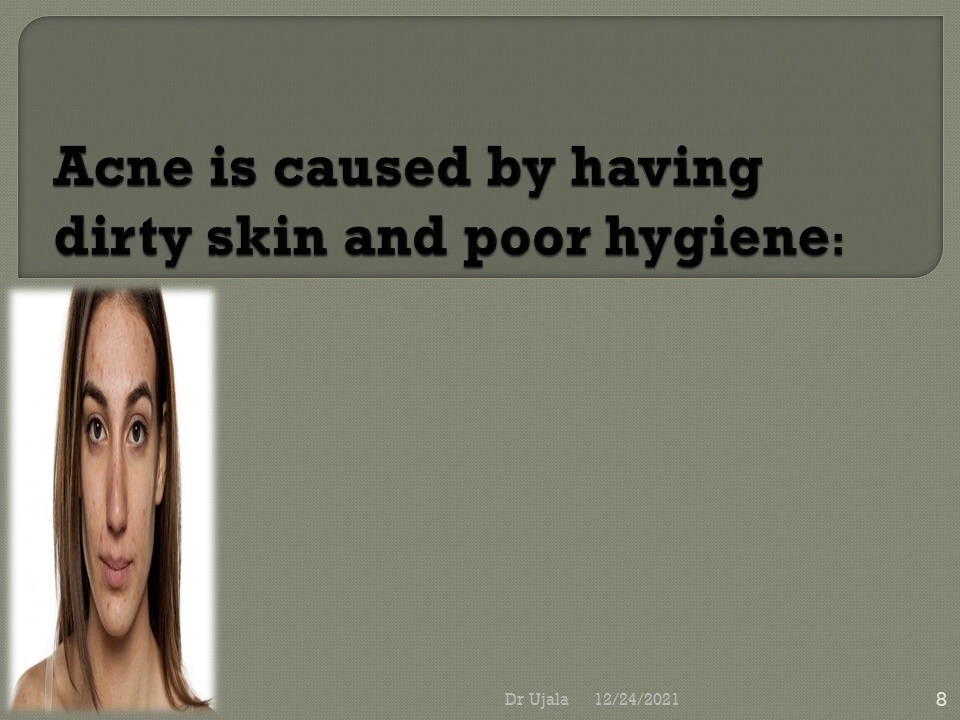 Acne is caused by having
dirty skin and poor hygiene:
Dr Ujala 12/24/2021 8